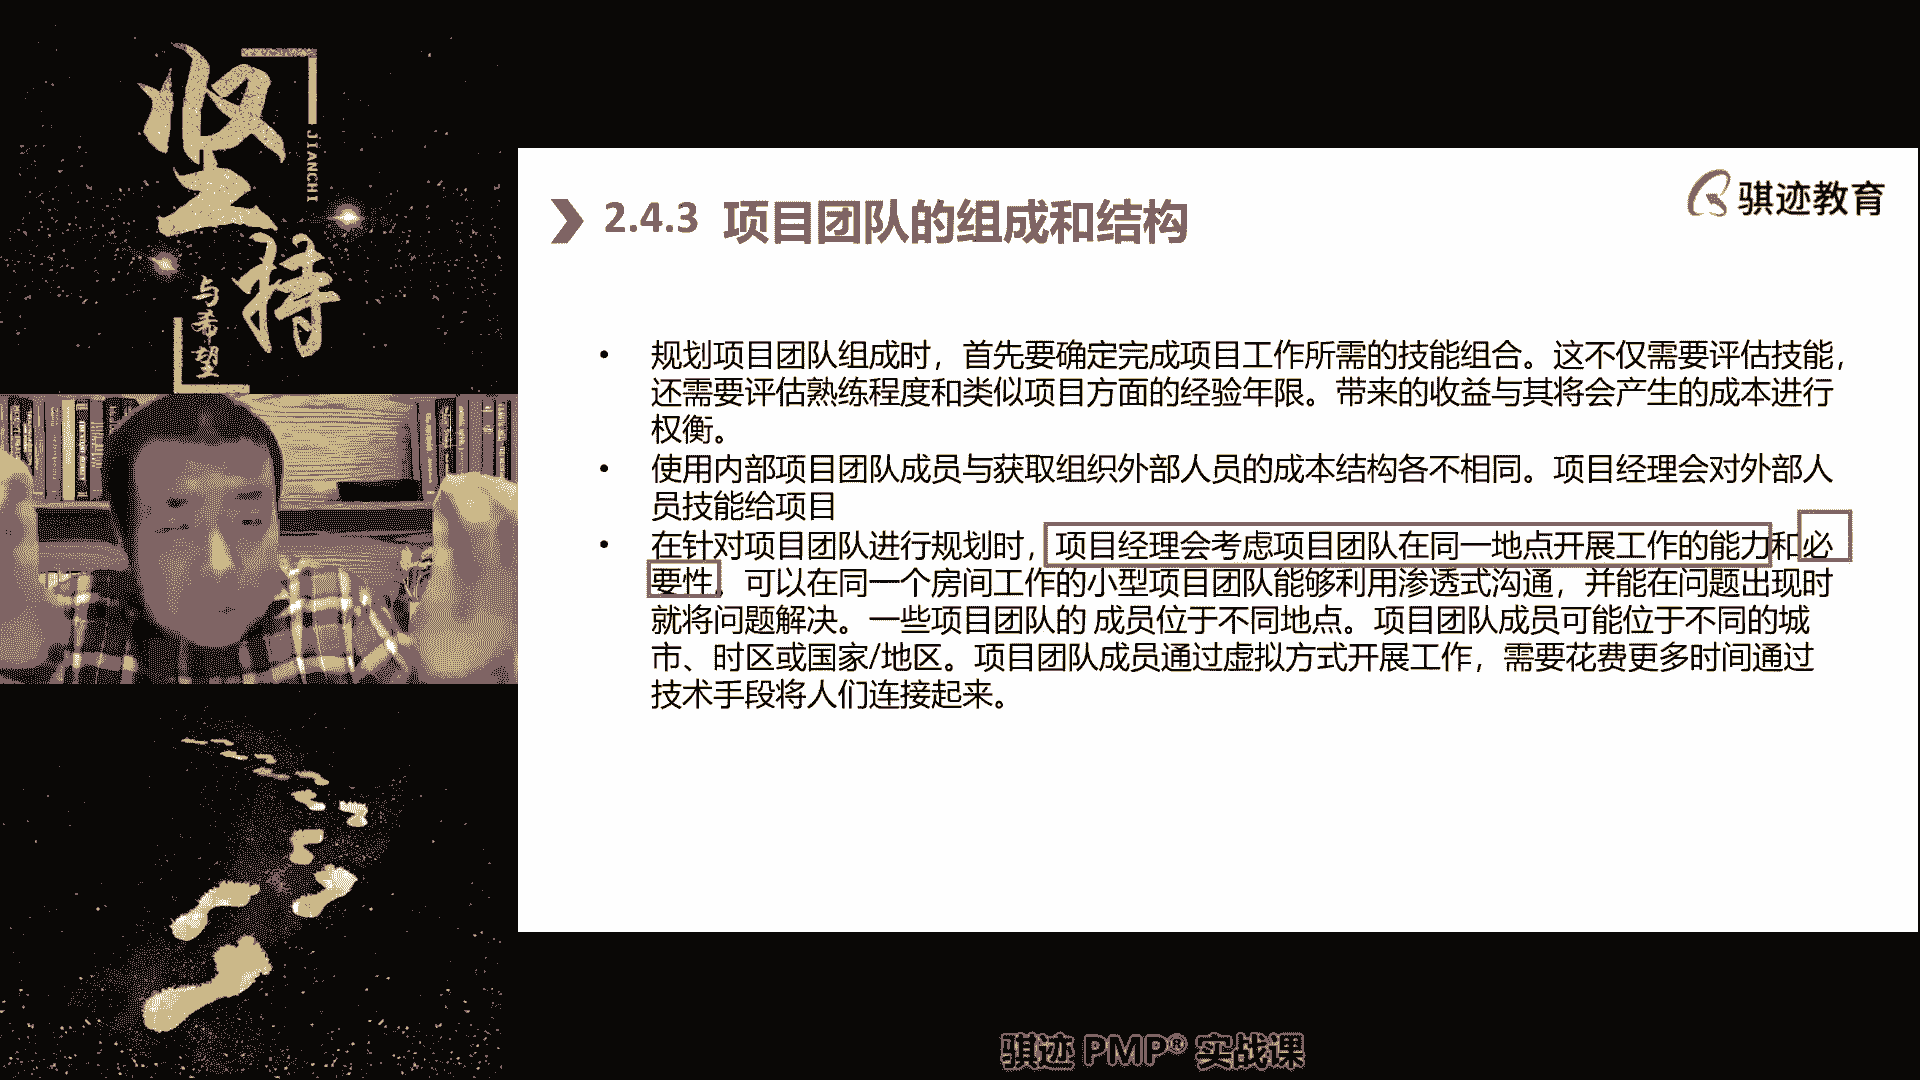 坚持
JIANCHI
与希望
骐迹教育
2.4.3 项目团队的组成和结构
• 规划项目团队组成时，首先要确定完成项目工作所需的技能组合。这不仅需要评估技能，
还需要评估熟练程度和类似项目方面的经验年限。带来的收益与其将会产生的成本进行
权衡。
• 使用内部项目团队成员与获取组织外部人员的成本结构各不相同。项目经理会对外部人
员技能给项目
• 在针对项目团队进行规划时，项目经理会考虑项目团队在同一地点开展工作的能力和必
要性。可以在同一个房间工作的小型项目团队能够利用渗透式沟通，并能在问题出现时
就将问题解决。一些项目团队的 成员位于不同地点。项目团队成员可能位于不同的城
市、时区或国家/地区。项目团队成员通过虚拟方式开展工作，需要花费更多时间通过
技术手段将人们连接起来。
骐迹 PMP® 实战课